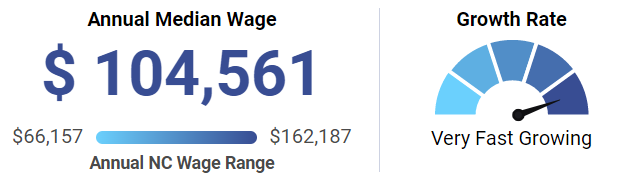 Annual Median Wage
$ 104,561
$66,157 $162,187
Annual NC Wage Range
Growth Rate
Very Fast Growing